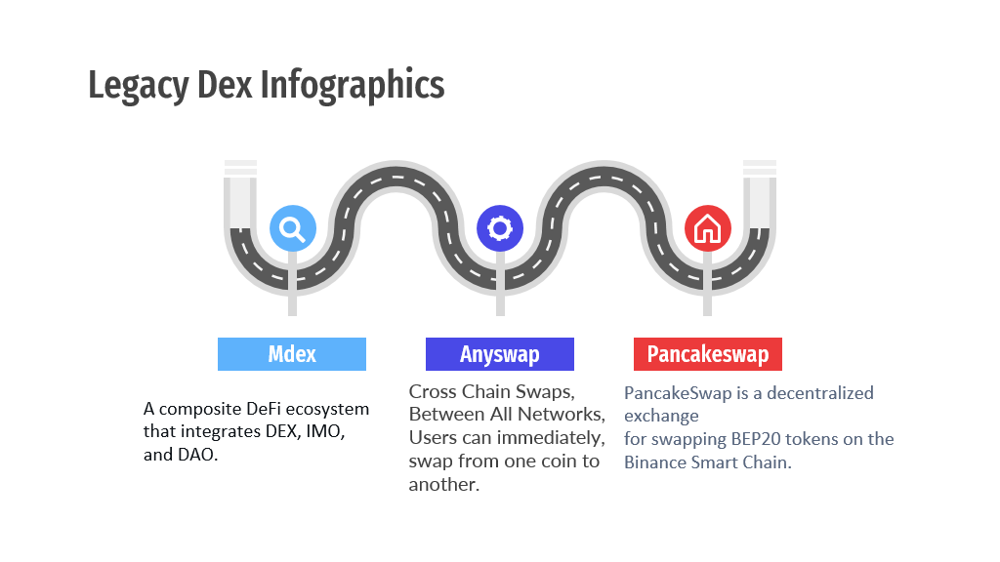 Legacy Dex Infographics
Mdex
A composite DeFi ecosystem
that integrates DEX, IMO,
and DAO.
Anyswap
Cross Chain Swaps,
Between All Networks,
Users can immediately,
swap from one coin to
another.
Pancakeswap
PancakeSwap is a decentralized
exchange
for swapping BEP20 tokens on the
Binance Smart Chain.